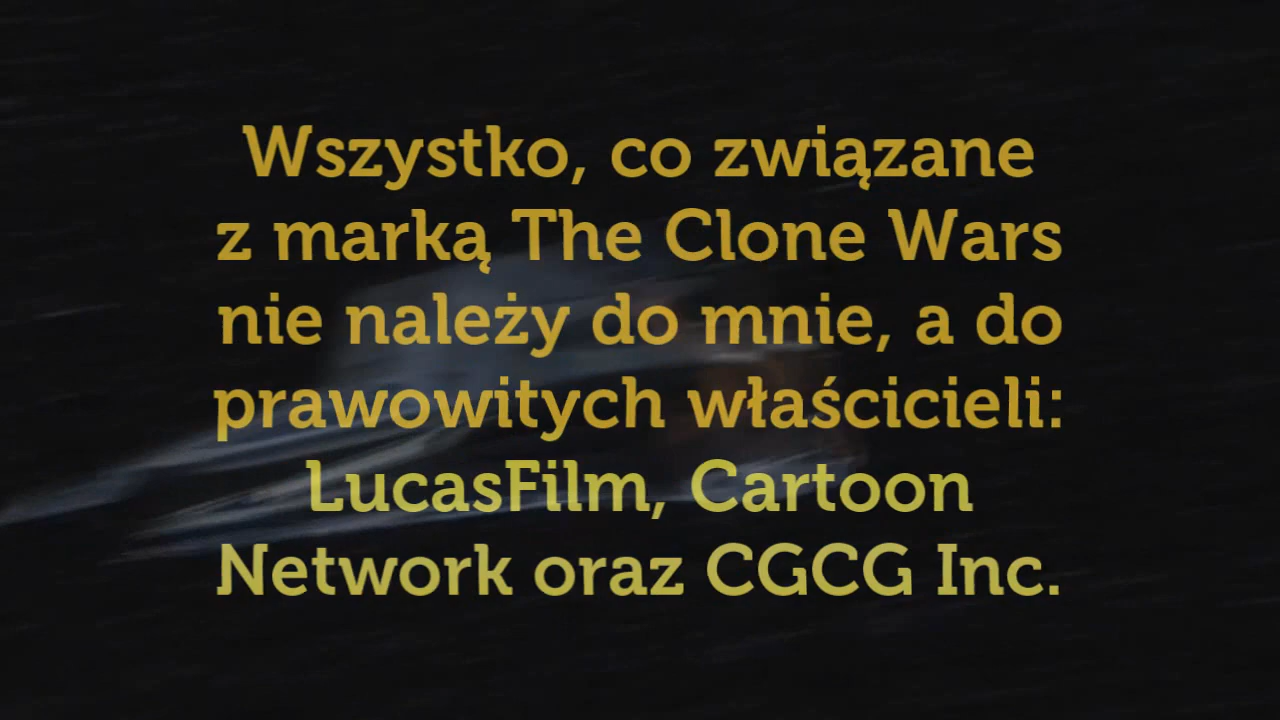 Wszystko, co związane
z marką The Clone Wars
nie należy do mnie, a do
prawowitych właścicieli:
LucasFilm, Cartoon
Network oraz CGCG Inc.